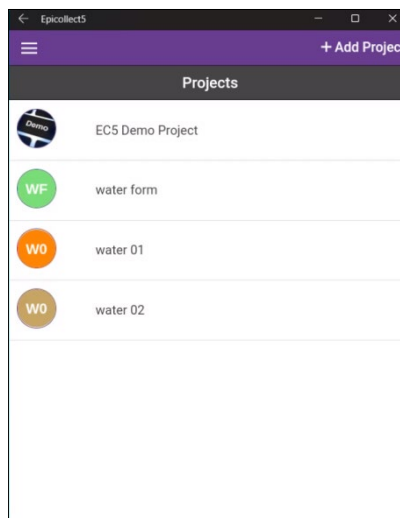 Epicollect5
+ Add Projec
Projects
Demo
EC5 Demo Project
WF
water form
W0
water 01
W0
water 02